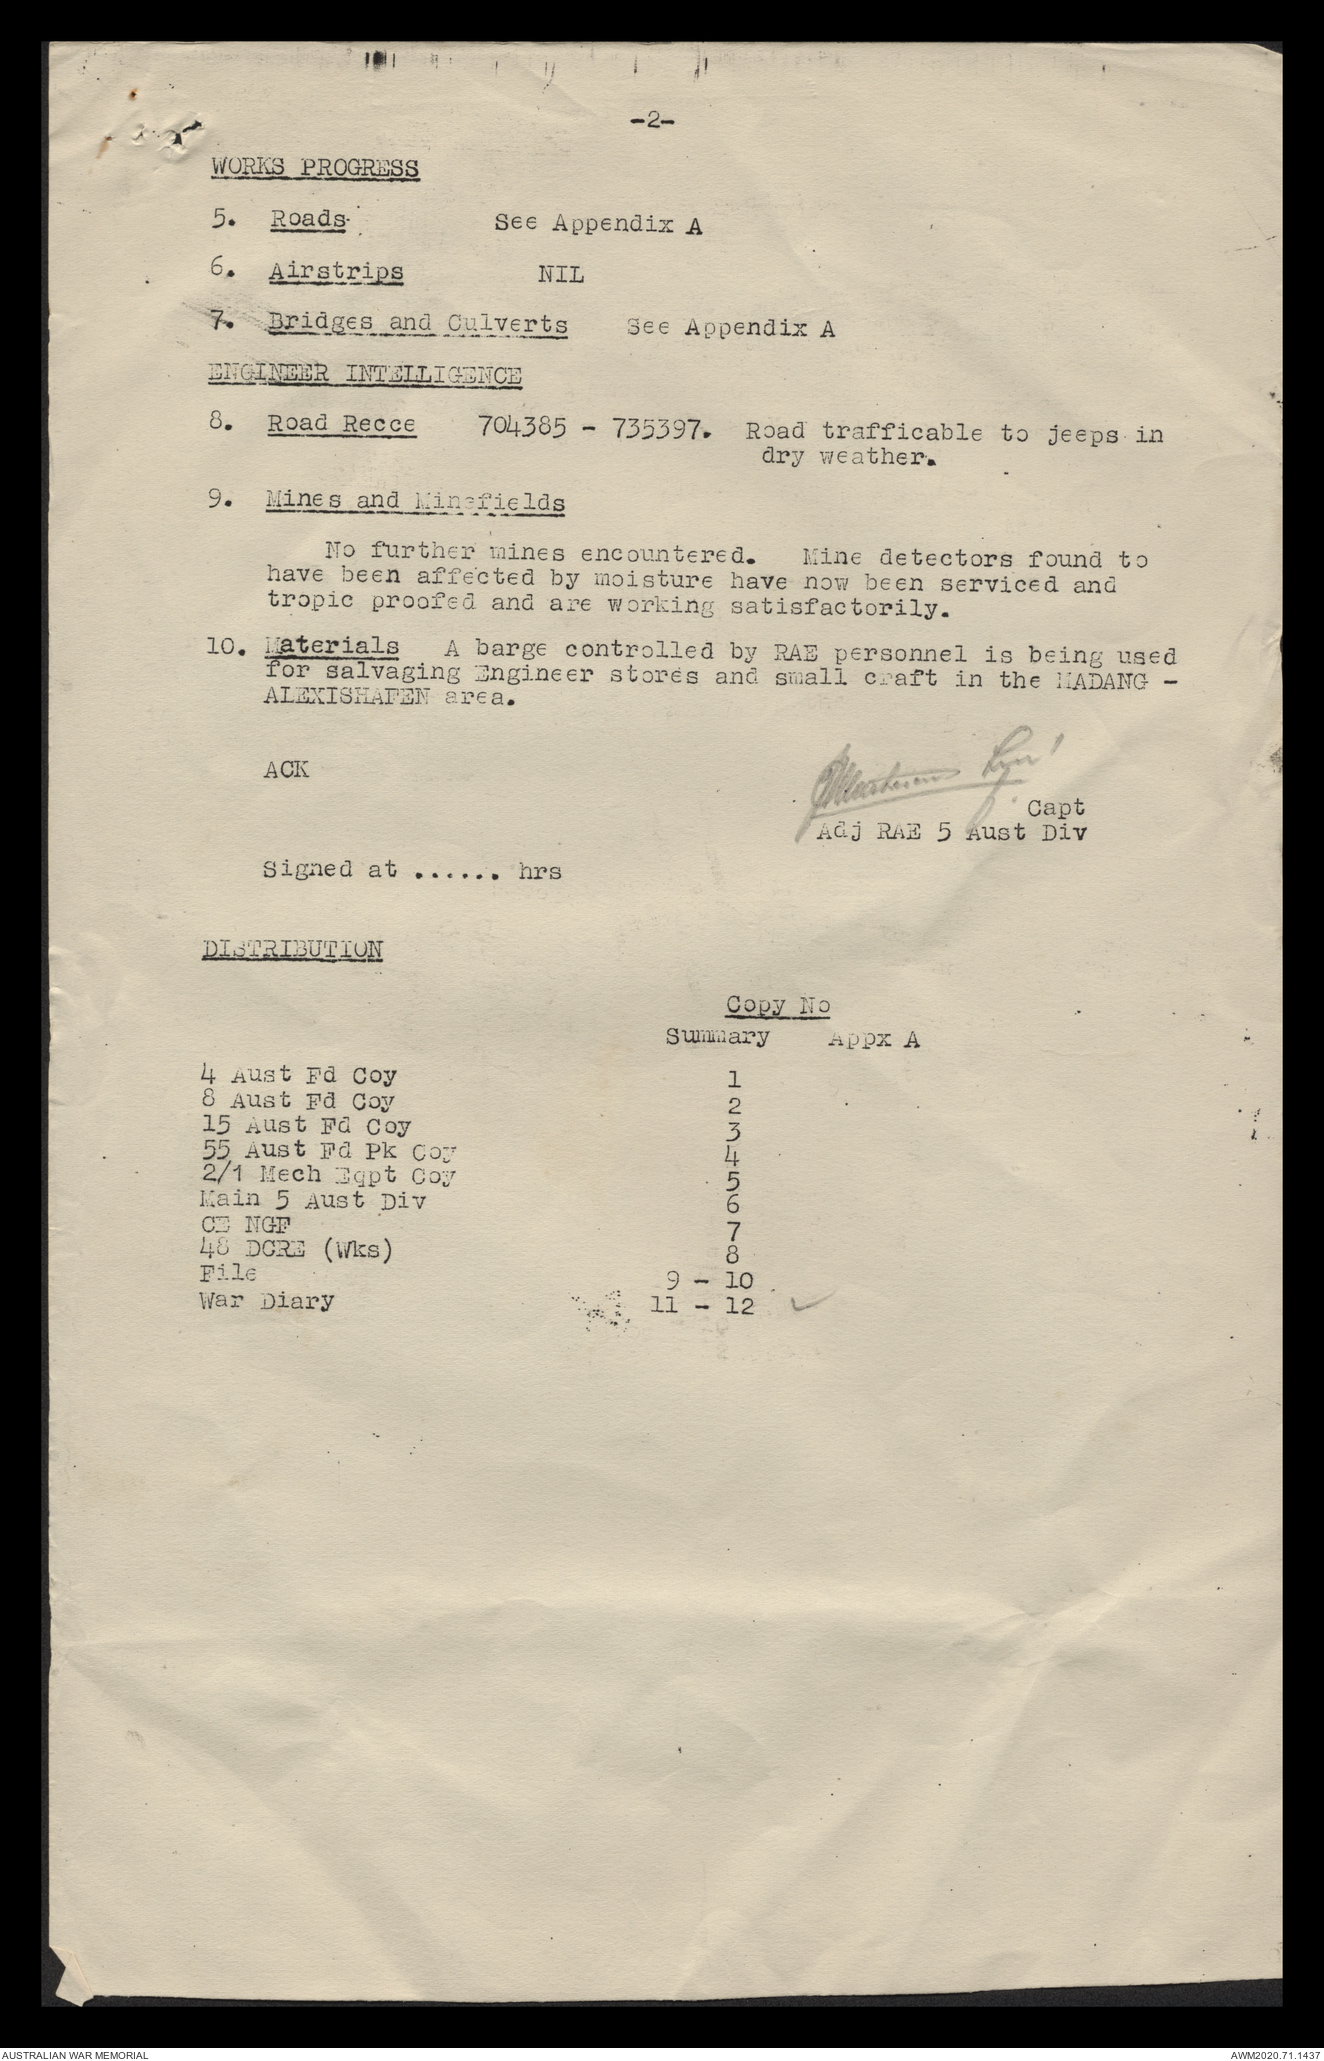 -2-
WORKS PROGRESS
5. Roads See Appendix A
6. Airstrips NIL
7. Bridges and Culverts See Appendix A
ENGINEER INTELLIGENCE
8. Road Recce 704385 - 735397. Road trafficable to jeeps in
dry weather.
9. Mines and Minefields
No further mines encountered. Mine detectors found to
have been affected by moisture have now been serviced and
tropic proofed and are working satisfactorily.
10. Materials A barge controlled by RAE personnel is being used
for salvaging Engineer stores and small craft in the MADANG -
ALEXISHAFEN area.
ACK
Capt
Adj RAE 5 Aust Div
Signed at ...... hrs
DISTRIBUTION
Copy No
Summary Appx A
4 Aust Fd Coy 1
8 Aust Fd Coy 2
15 Aust Fd Coy 3
55 Aust Fd Pk Coy 4
2/1 Mech Eqpt Coy 5
Main 5 Aust Div 6
CE NGF 7
48 DCRE (Wks) 8
File 9 - 10
War Diary 11 - 12 ✓
AUSTRALIAN WAR MEMORIAL AWM2020.71.1437